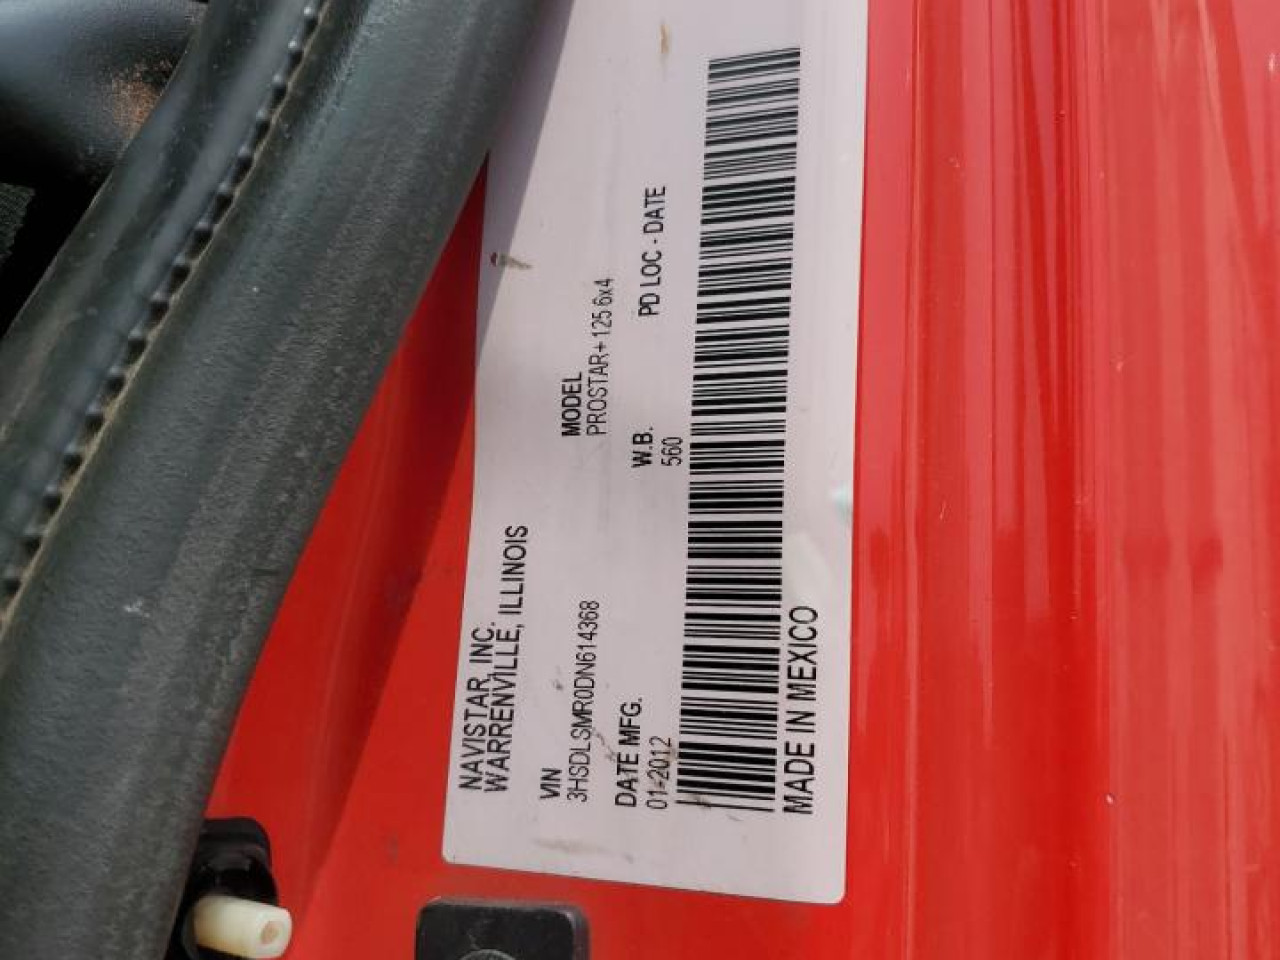 NAVISTAR, INC.
WARRENVILLE, ILLINOIS
VIN
3HSDLSMR0DN614368
MODEL
PROSTAR+ 125 6x4
DATE MFG.
01-2012
W.B.
560
PD LOC - DATE
MADE IN MEXICO